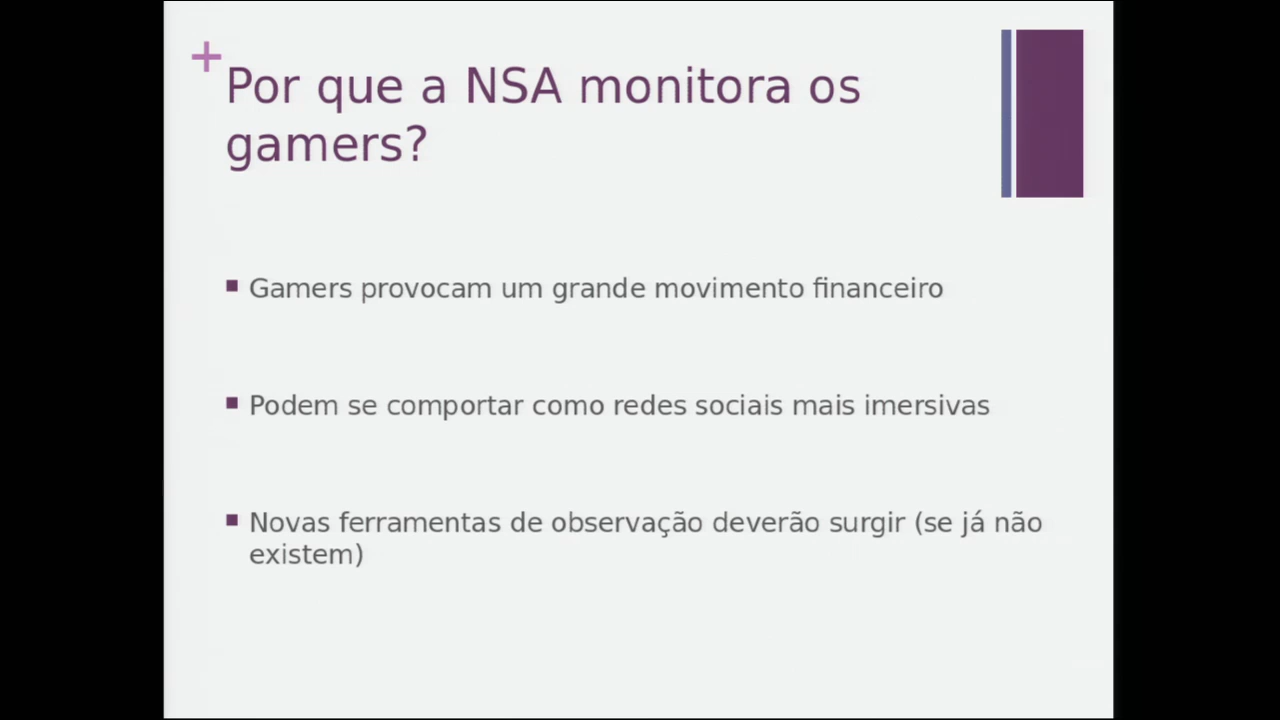 +
Por que a NSA monitora os
gamers?
Gamers provocam um grande movimento financeiro
Podem se comportar como redes sociais mais imersivas
Novas ferramentas de observação deverão surgir (se já não
existem)